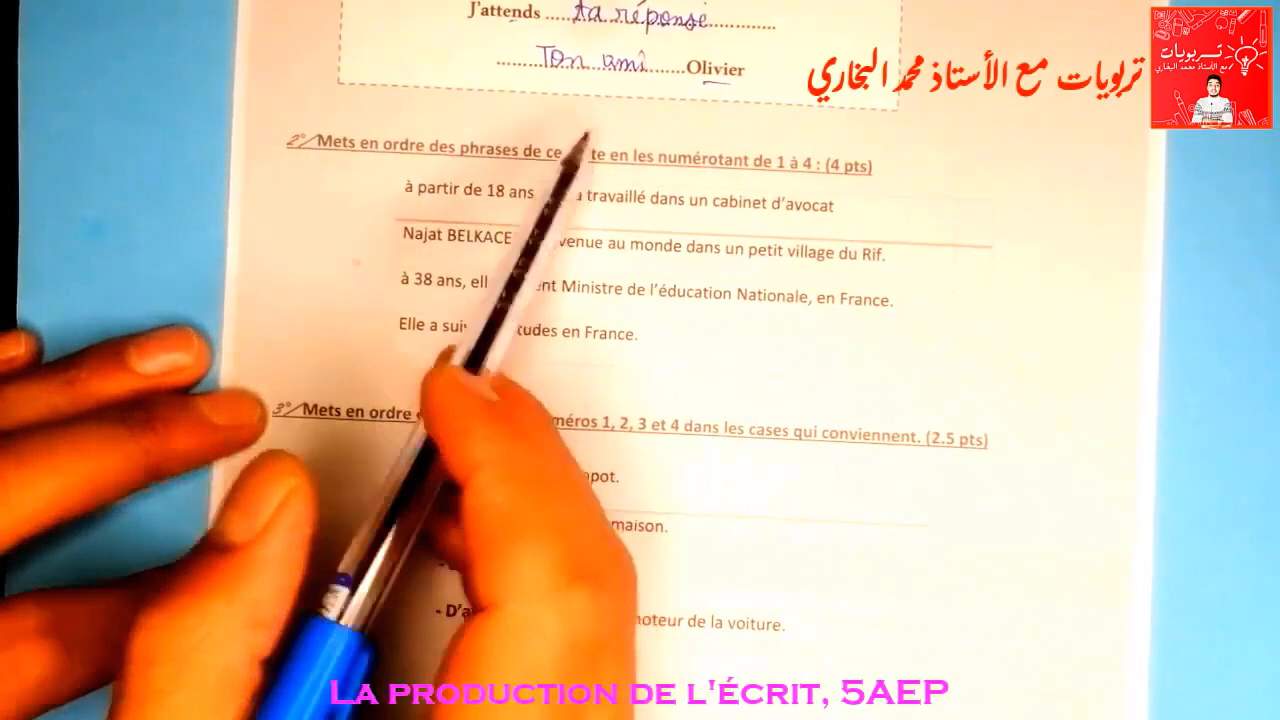 J'attends ..... ta réponse ..............
.......... Ton ami ........Olivier
تربويات مع الأستاذ محمد البخاري
تــربويات
2°/ Mets en ordre des phrases de ce te en les numérotant de 1 à 4 : (4 pts)
à partir de 18 ans travaillé dans un cabinet d'avocat
Najat BELKACE venue au monde dans un petit village du Rif.
à 38 ans, ell ent Ministre de l'éducation Nationale, en France.
Elle a sui tudes en France.
3°/ Mets en ordre méros 1, 2, 3 et 4 dans les cases qui conviennent. (2.5 pts)
pot.
maison.
- D'a moteur de la voiture.
La production de l'écrit, 5AEP